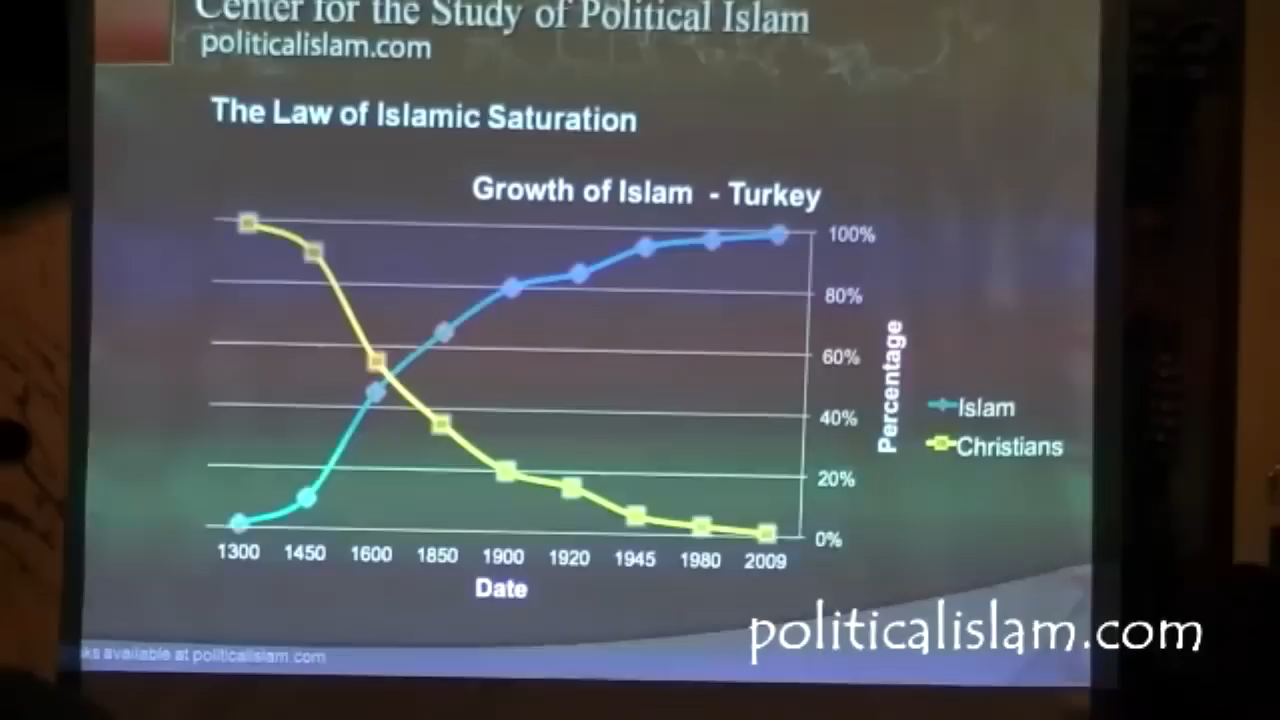 Center for the Study of Political Islam
politicalislam.com
The Law of Islamic Saturation
Growth of Islam - Turkey
100%
80%
60%
40%
20%
0%
Percentage
Islam
Christians
1300 1450 1600 1850 1900 1920 1945 1980 2009
Date
politicalislam.com
available at politicalislam.com